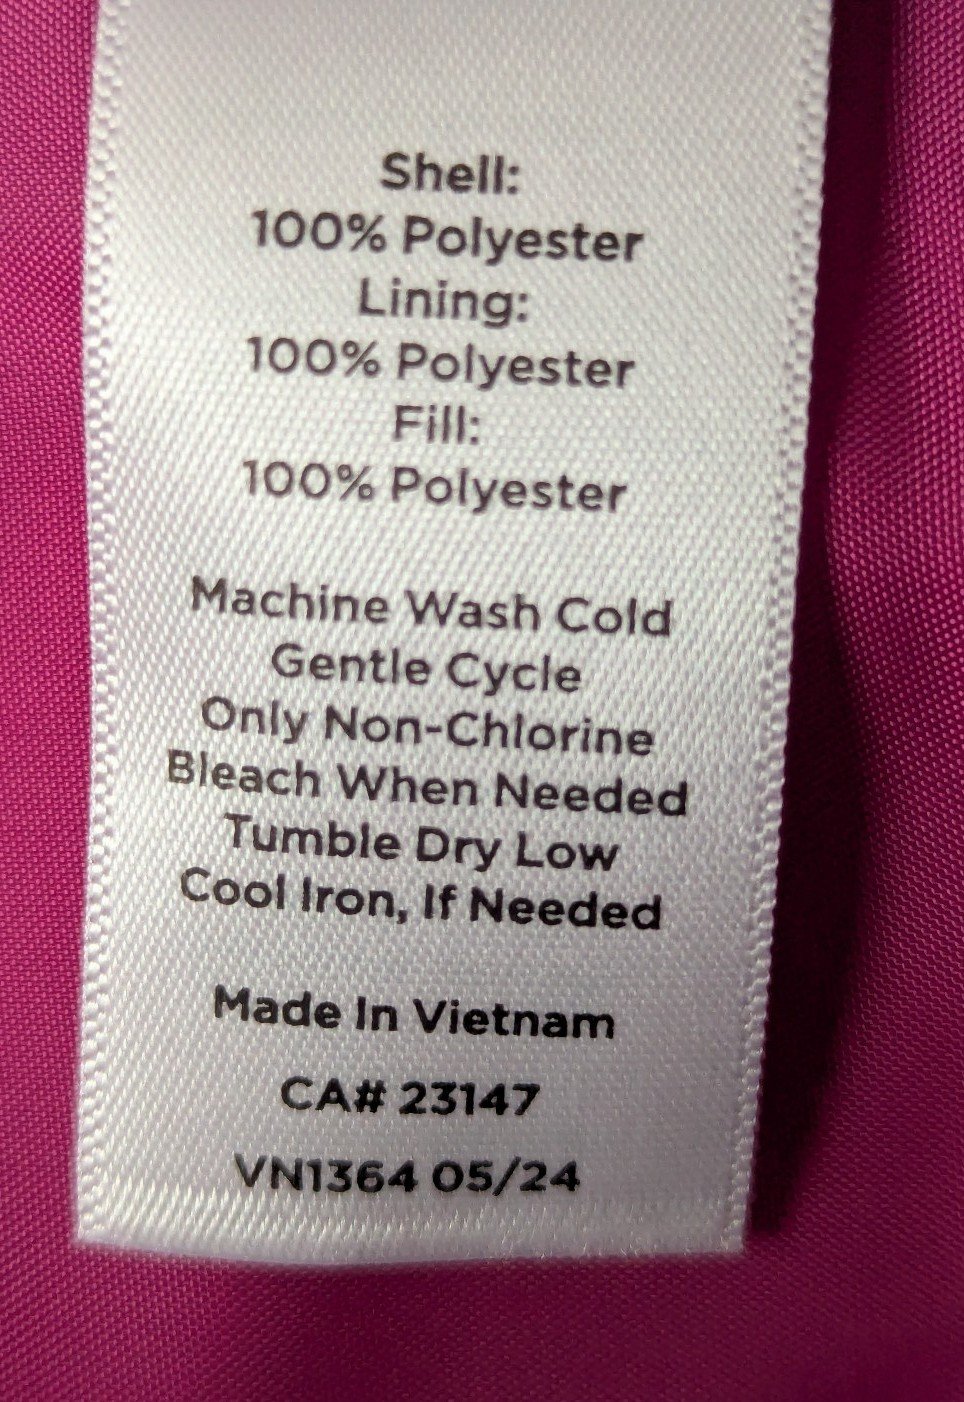 Shell:
100% Polyester
Lining:
100% Polyester
Fill:
100% Polyester
Machine Wash Cold
Gentle Cycle
Only Non-Chlorine
Bleach When Needed
Tumble Dry Low
Cool Iron, If Needed
Made In Vietnam
CA# 23147
VN1364 05/24